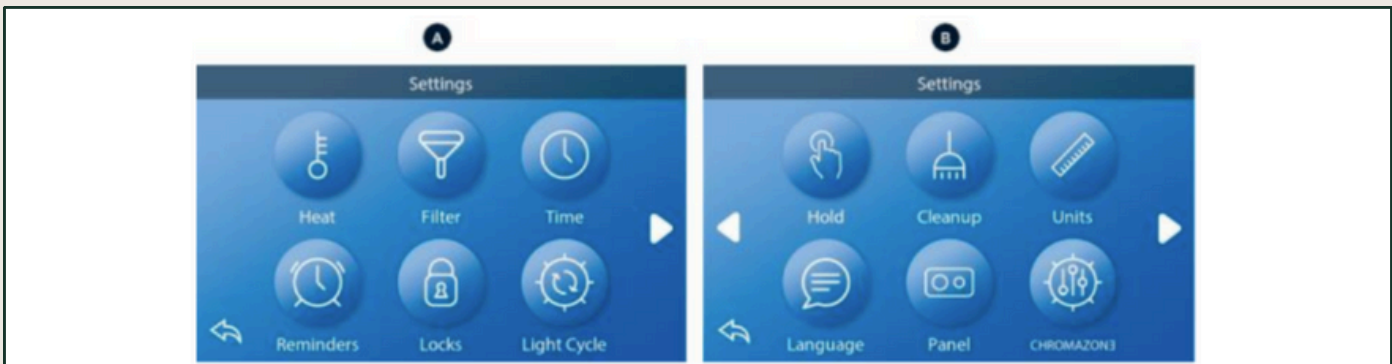 A
B
Settings
Heat
Filter
Time
Reminders
Locks
Light Cycle
Settings
Hold
Cleanup
Units
Language
Panel
CHROMAZON3